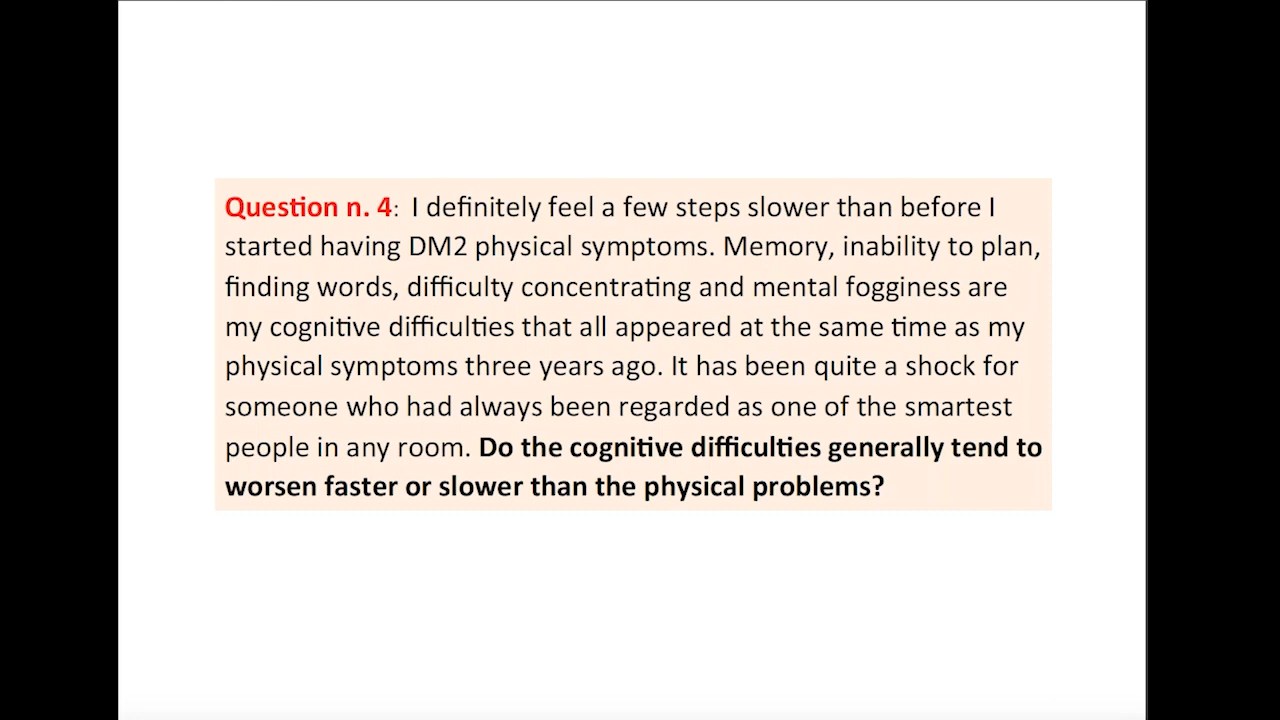 Question n. 4:  I definitely feel a few steps slower than before I
started having DM2 physical symptoms. Memory, inability to plan,
finding words, difficulty concentrating and mental fogginess are
my cognitive difficulties that all appeared at the same time as my
physical symptoms three years ago. It has been quite a shock for
someone who had always been regarded as one of the smartest
people in any room. Do the cognitive difficulties generally tend to
worsen faster or slower than the physical problems?